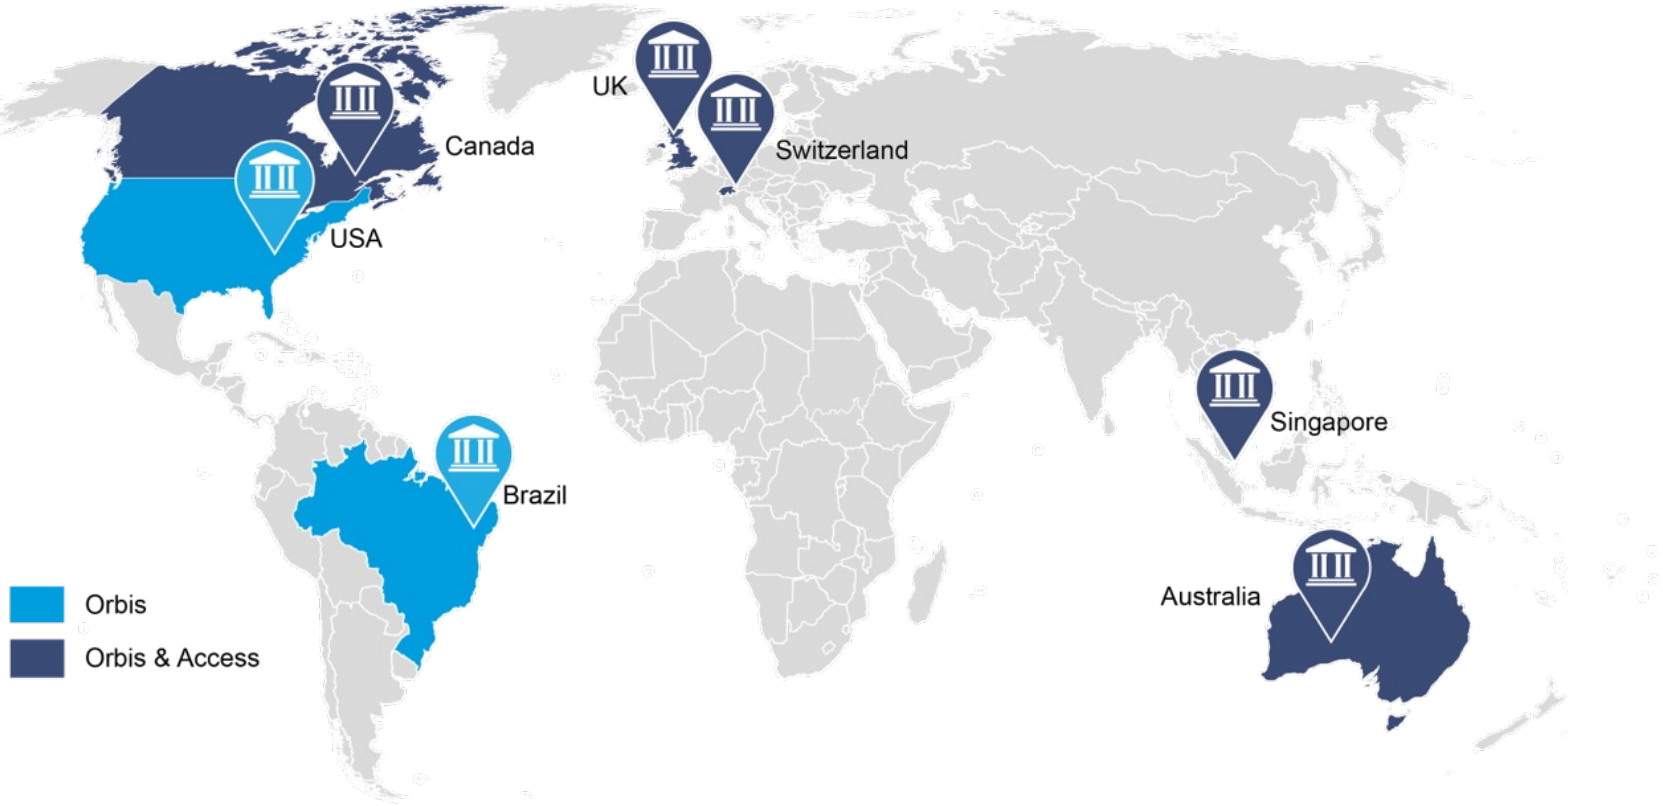 UK
Canada
Switzerland
USA
Singapore
Brazil
Australia
Orbis
Orbis & Access